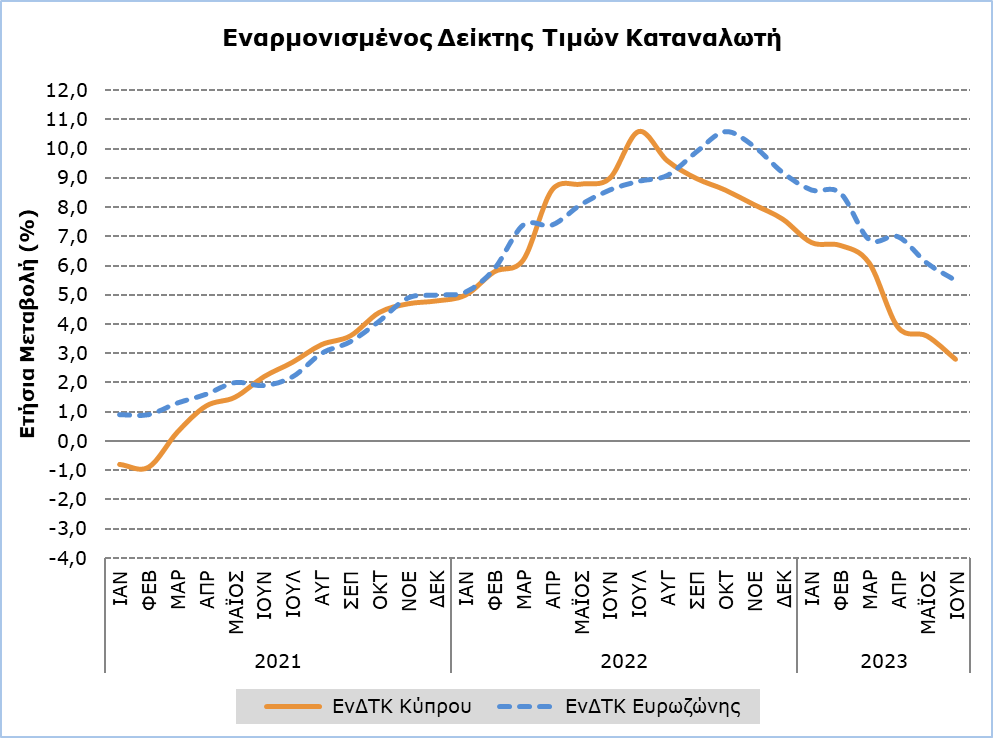 Εναρμονισμένος Δείκτης Τιμών Καταναλωτή
Ετήσια Μεταβολή (%)
12,0
11,0
10,0
9,0
8,0
7,0
6,0
5,0
4,0
3,0
2,0
1,0
0,0
-1,0
-2,0
-3,0
-4,0
ΙΑΝ
ΦΕΒ
ΜΑΡ
ΑΠΡ
ΜΑΪΟΣ
ΙΟΥΝ
ΙΟΥΛ
ΑΥΓ
ΣΕΠ
ΟΚΤ
ΝΟΕ
ΔΕΚ
ΙΑΝ
ΦΕΒ
ΜΑΡ
ΑΠΡ
ΜΑΪΟΣ
ΙΟΥΝ
ΙΟΥΛ
ΑΥΓ
ΣΕΠ
ΟΚΤ
ΝΟΕ
ΔΕΚ
ΙΑΝ
ΦΕΒ
ΜΑΡ
ΑΠΡ
ΜΑΪΟΣ
ΙΟΥΝ
2021
2022
2023
ΕνΔΤΚ Κύπρου
ΕνΔΤΚ Ευρωζώνης